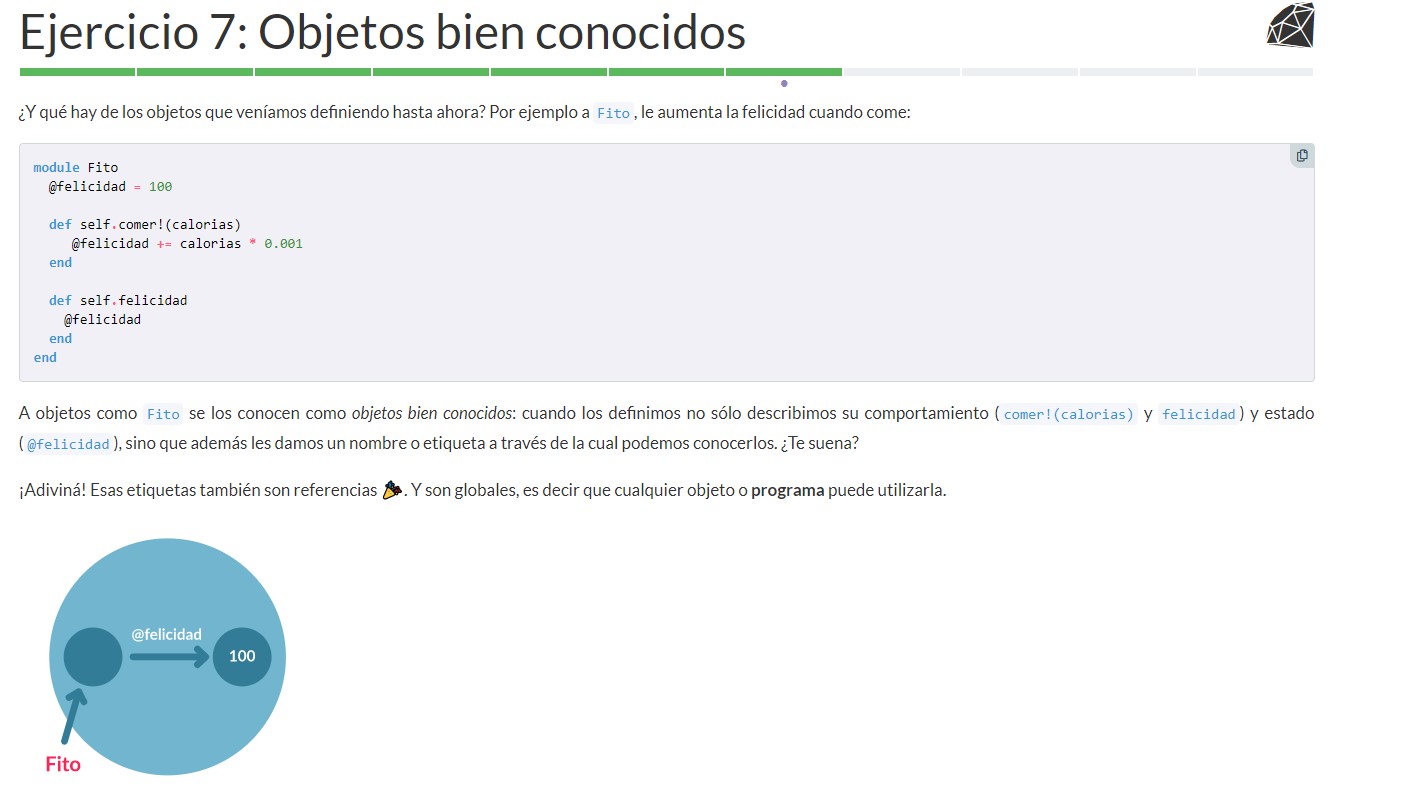 Ejercicio 7: Objetos bien conocidos
¿Y qué hay de los objetos que veníamos definiendo hasta ahora? Por ejemplo a Fito, le aumenta la felicidad cuando come:
module Fito
  @felicidad = 100
  def self.comer!(calorias)
     @felicidad += calorias * 0.001
  end
  def self.felicidad
    @felicidad
  end
end
A objetos como Fito se los conocen como objetos bien conocidos: cuando los definimos no sólo describimos su comportamiento (comer!(calorias) y felicidad) y estado
(@felicidad), sino que además les damos un nombre o etiqueta a través de la cual podemos conocerlos. ¿Te suena?
¡Adiviná! Esas etiquetas también son referencias 🎉. Y son globales, es decir que cualquier objeto o programa puede utilizarla.
@felicidad
100
Fito